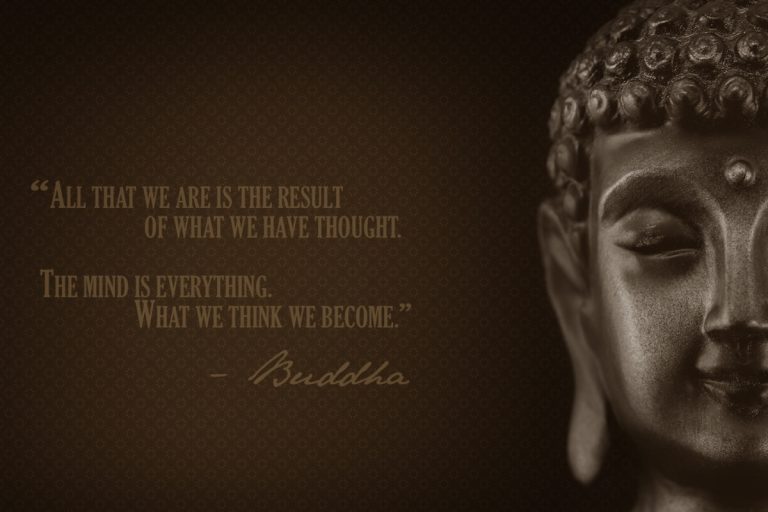 “All that we are is the result
of what we have thought.
The mind is everything.
What we think we become.”
- Buddha